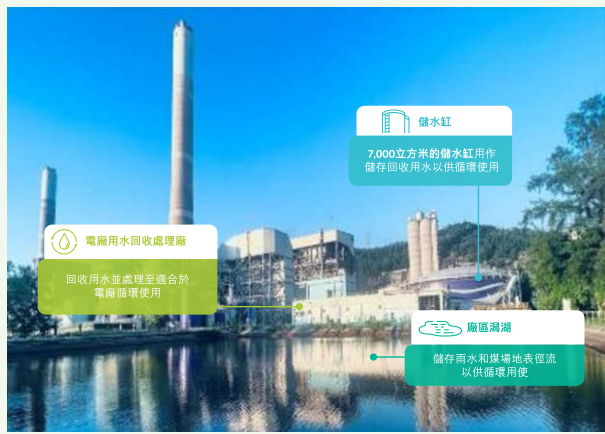 儲水缸
7,000立方米的儲水缸用作
儲存回收用水以供循環使用
電廠用水回收處理廠
回收用水並處理至適合於
電廠循環使用
廠區潟湖
儲存雨水和煤場地表徑流
以供循環用使